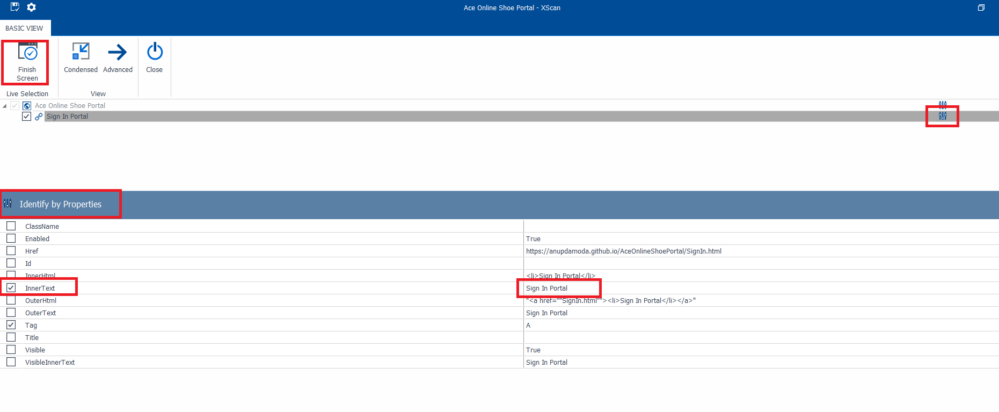 Ace Online Shoe Portal - XScan
BASIC VIEW
Finish Screen
Condensed
Advanced
Close
Live Selection
View
Ace Online Shoe Portal
Sign In Portal
Identify by Properties
ClassName
Enabled True
Href https://anupdamoda.github.io/AceOnlineShoePortal/SignIn.html
Id
InnerHtml <li>Sign In Portal</li>
InnerText Sign In Portal
OuterHtml "<a href=""SignIn.html""><li>Sign In Portal</li></a>"
OuterText Sign In Portal
Tag A
Title
Visible True
VisibleInnerText Sign In Portal